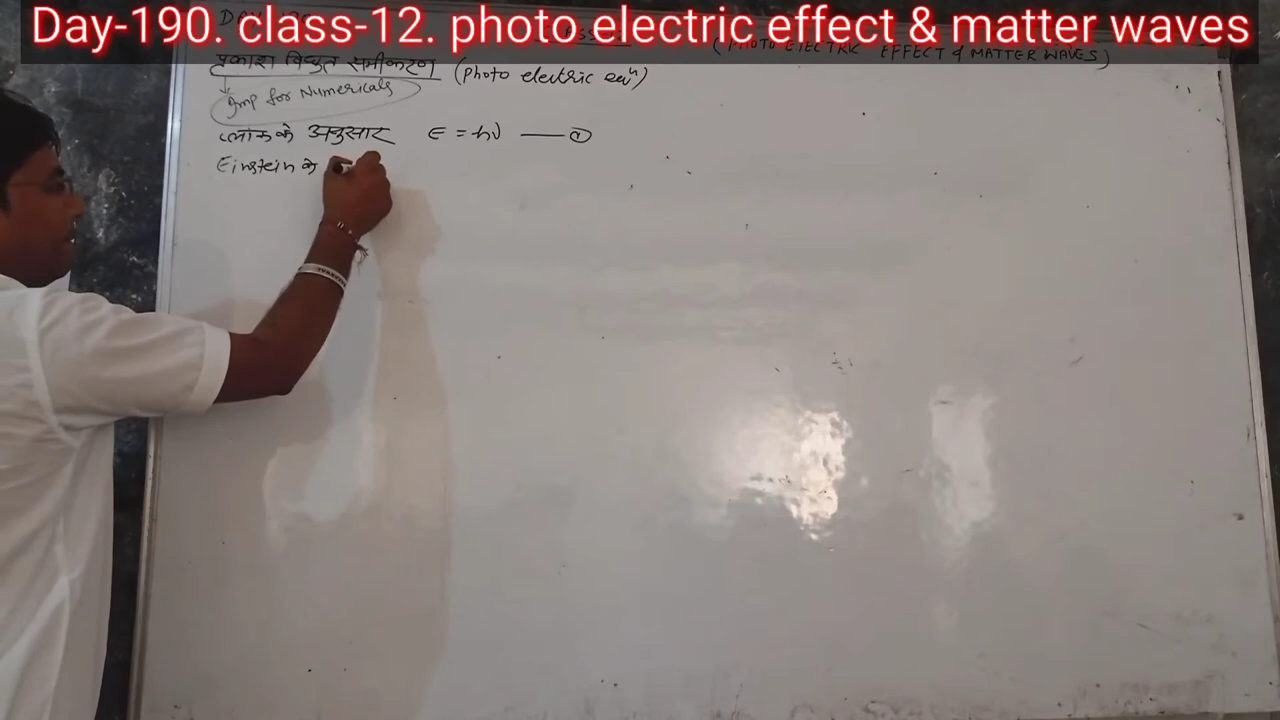 Day-190. class-12. photo electric effect & matter waves
(PHOTO ELECTRIC EFFECT & MATTER WAVES)
प्रकाश विद्युत समीकरण (photo electric eqⁿ)
Imp for Numericals
प्लांक के अनुसार E = hν —— ①
Einstein के